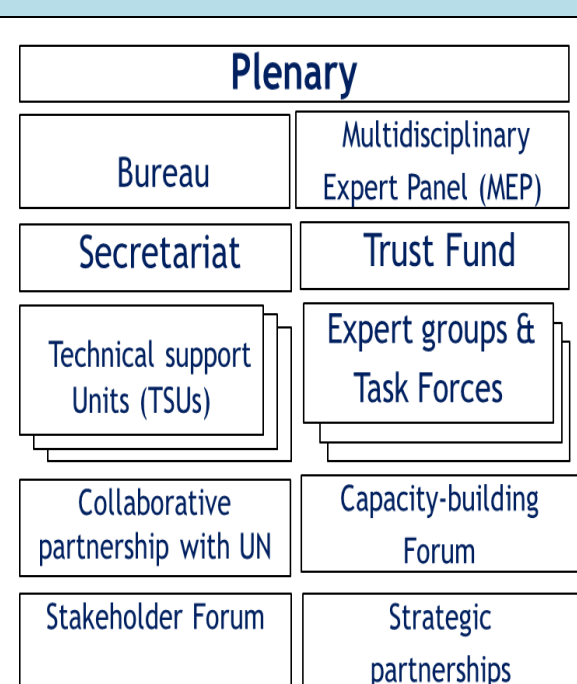 Plenary
Bureau
Multidisciplinary
Expert Panel (MEP)
Secretariat
Trust Fund
Technical support
Units (TSUs)
Expert groups &
Task Forces
Collaborative
partnership with UN
Capacity-building
Forum
Stakeholder Forum
Strategic
partnerships